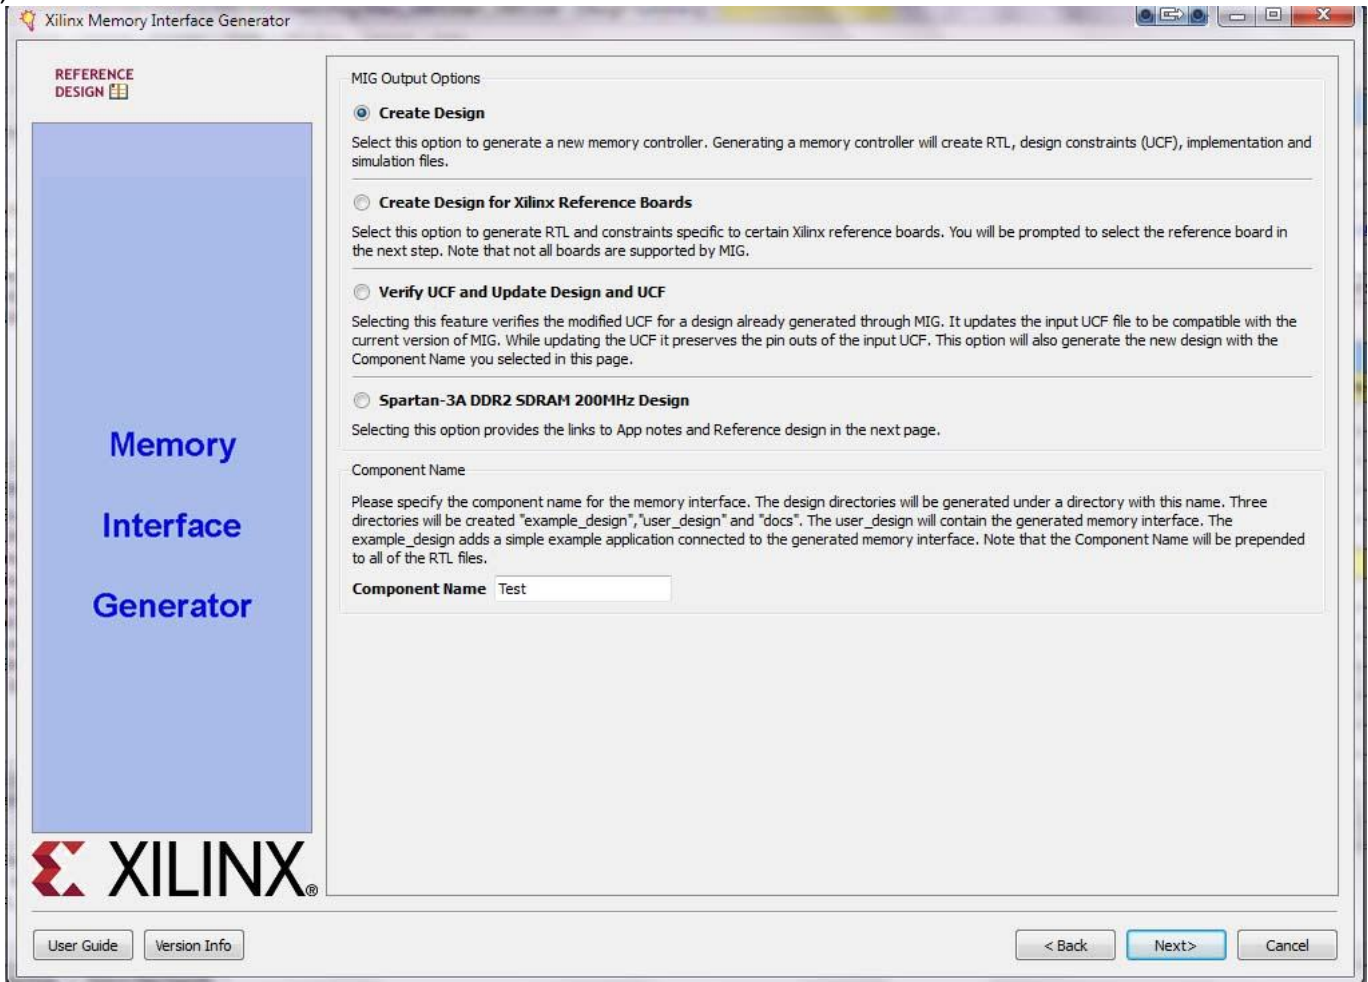 Xilinx Memory Interface Generator
REFERENCE
DESIGN
Memory
Interface
Generator
XILINX®
MIG Output Options
Create Design
Select this option to generate a new memory controller. Generating a memory controller will create RTL, design constraints (UCF), implementation and
simulation files.
Create Design for Xilinx Reference Boards
Select this option to generate RTL and constraints specific to certain Xilinx reference boards. You will be prompted to select the reference board in
the next step. Note that not all boards are supported by MIG.
Verify UCF and Update Design and UCF
Selecting this feature verifies the modified UCF for a design already generated through MIG. It updates the input UCF file to be compatible with the
current version of MIG. While updating the UCF it preserves the pin outs of the input UCF. This option will also generate the new design with the
Component Name you selected in this page.
Spartan-3A DDR2 SDRAM 200MHz Design
Selecting this option provides the links to App notes and Reference design in the next page.
Component Name
Please specify the component name for the memory interface. The design directories will be generated under a directory with this name. Three
directories will be created "example_design","user_design" and "docs". The user_design will contain the generated memory interface. The
example_design adds a simple example application connected to the generated memory interface. Note that the Component Name will be prepended
to all of the RTL files.
Component Name Test
User Guide Version Info < Back Next> Cancel